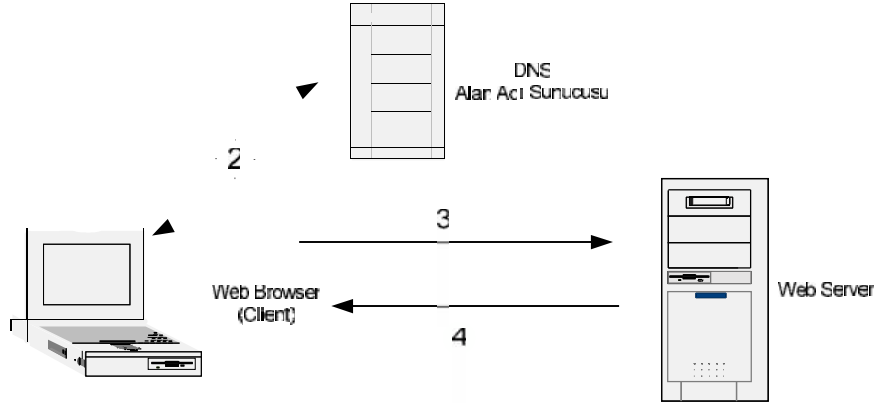 DNS
Alan Adı Sunucusu
2
3
Web Browser
(Client)
Web Server
4